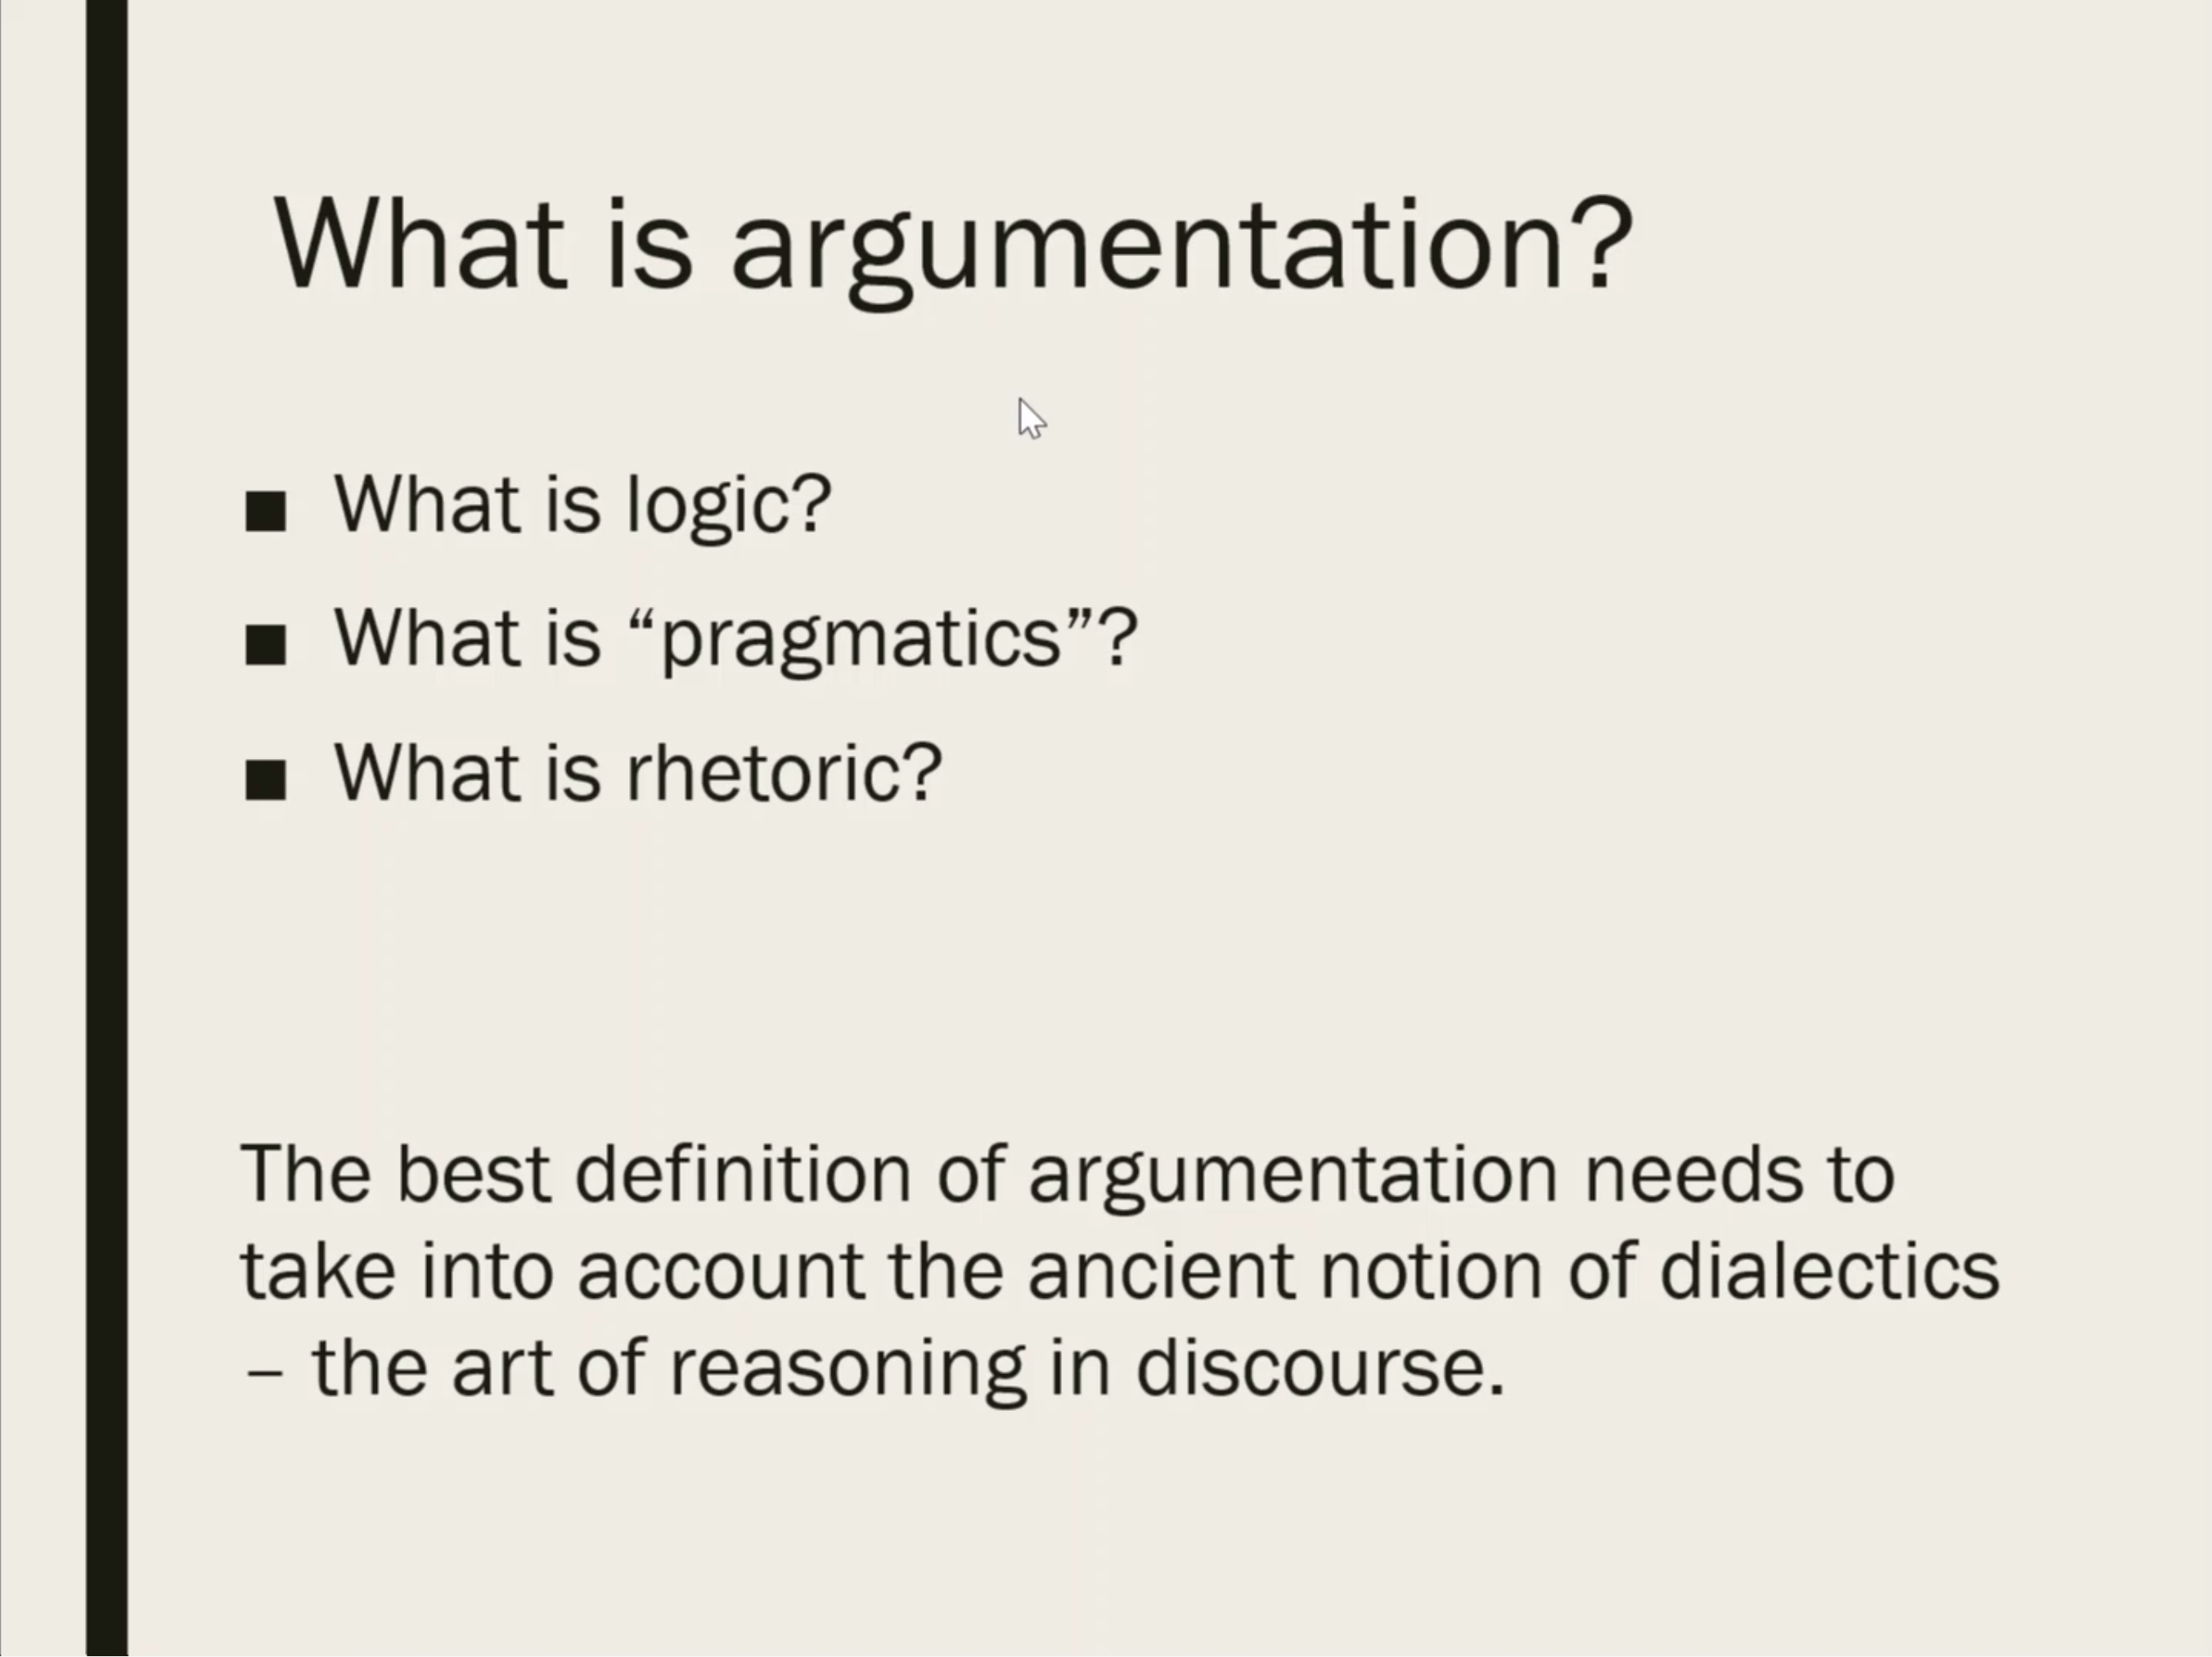 What is argumentation?
■ What is logic?
■ What is “pragmatics”?
■ What is rhetoric?
The best definition of argumentation needs to
take into account the ancient notion of dialectics
– the art of reasoning in discourse.